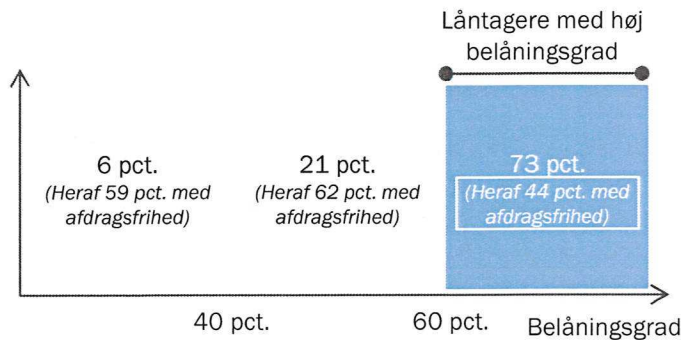 Låntagere med høj
belåningsgrad
6 pct.
(Heraf 59 pct. med
afdragsfrihed)
21 pct.
(Heraf 62 pct. med
afdragsfrihed)
73 pct.
(Heraf 44 pct. med
afdragsfrihed)
40 pct.
60 pct.
Belåningsgrad